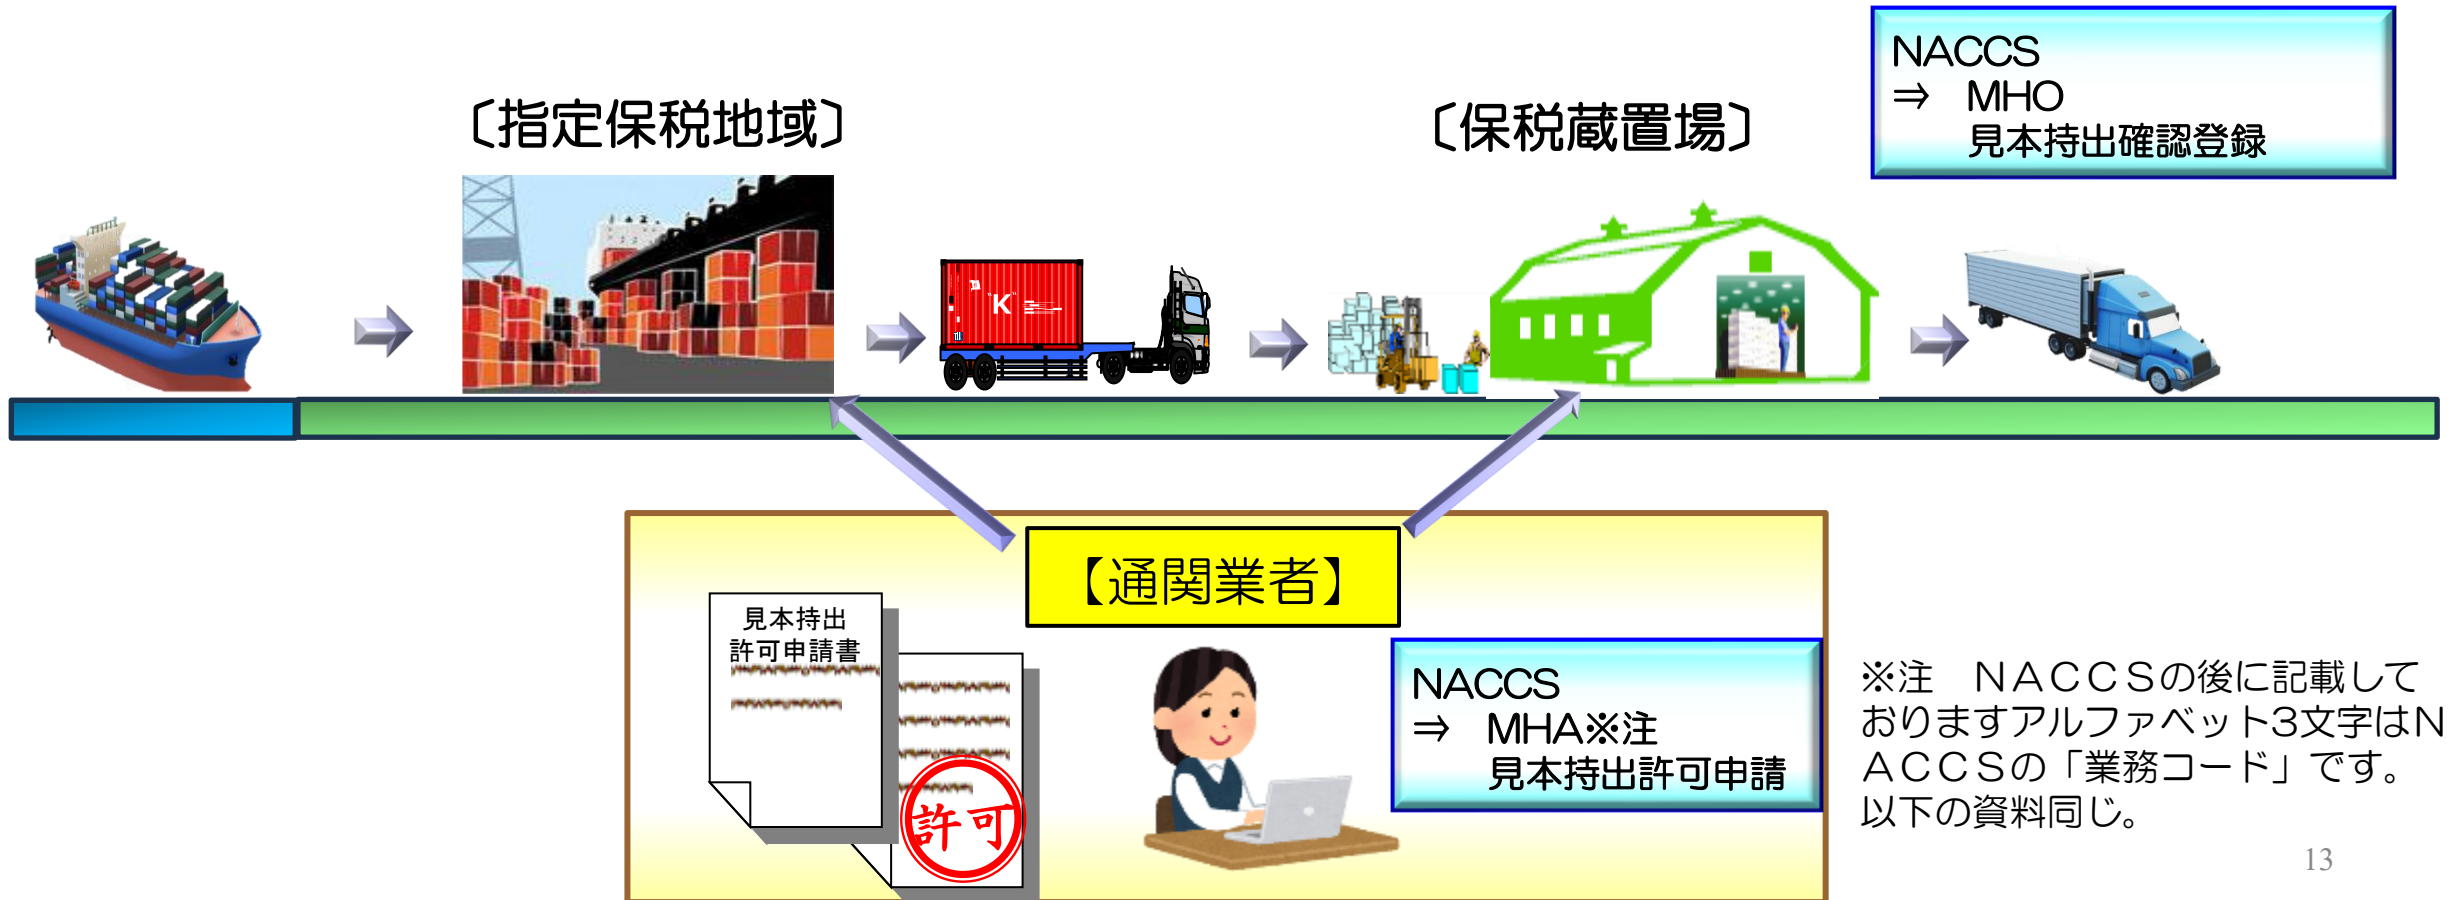 NACCS
⇒　MHO
見本持出確認登録
〔指定保税地域〕
〔保税蔵置場〕
"K"
【通関業者】
見本持出
許可申請書
許可
NACCS
⇒　MHA※注
見本持出許可申請
※注　ＮＡＣＣＳの後に記載して
おりますアルファベット3文字はＮ
ＡＣＣＳの「業務コード」です。
以下の資料同じ。
13